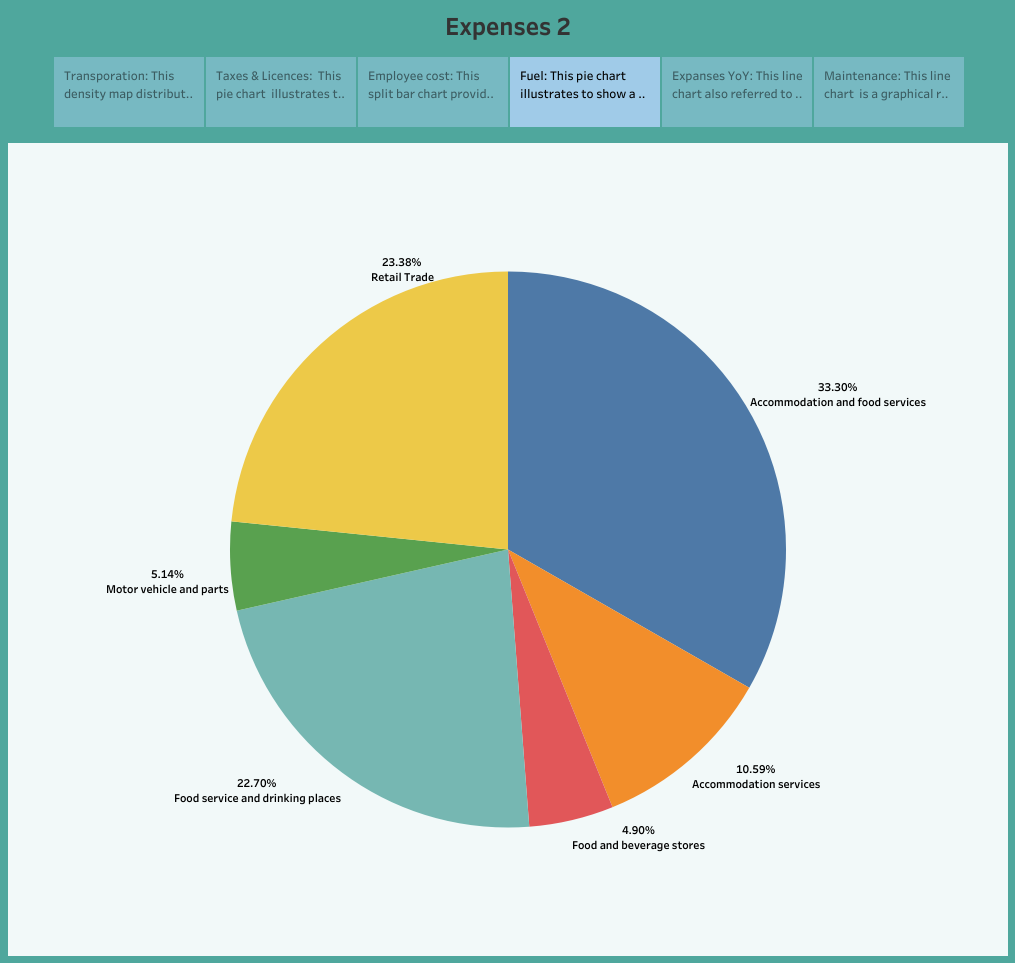 Expenses 2
Transporation: This
density map distribut..
Taxes & Licences:  This
pie chart  illustrates t..
Employee cost: This
split bar chart provid..
Fuel: This pie chart
illustrates to show a ..
Expanses YoY: This line
chart also referred to ..
Maintenance: This line
chart  is a graphical r..
23.38%
Retail Trade
33.30%
Accommodation and food services
5.14%
Motor vehicle and parts
10.59%
Accommodation services
22.70%
Food service and drinking places
4.90%
Food and beverage stores